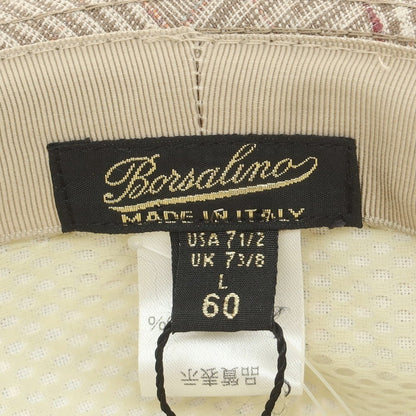 Borsalino
MADE IN ITALY
USA 7 1/2
UK 7 3/8
L
60
%
品質表示